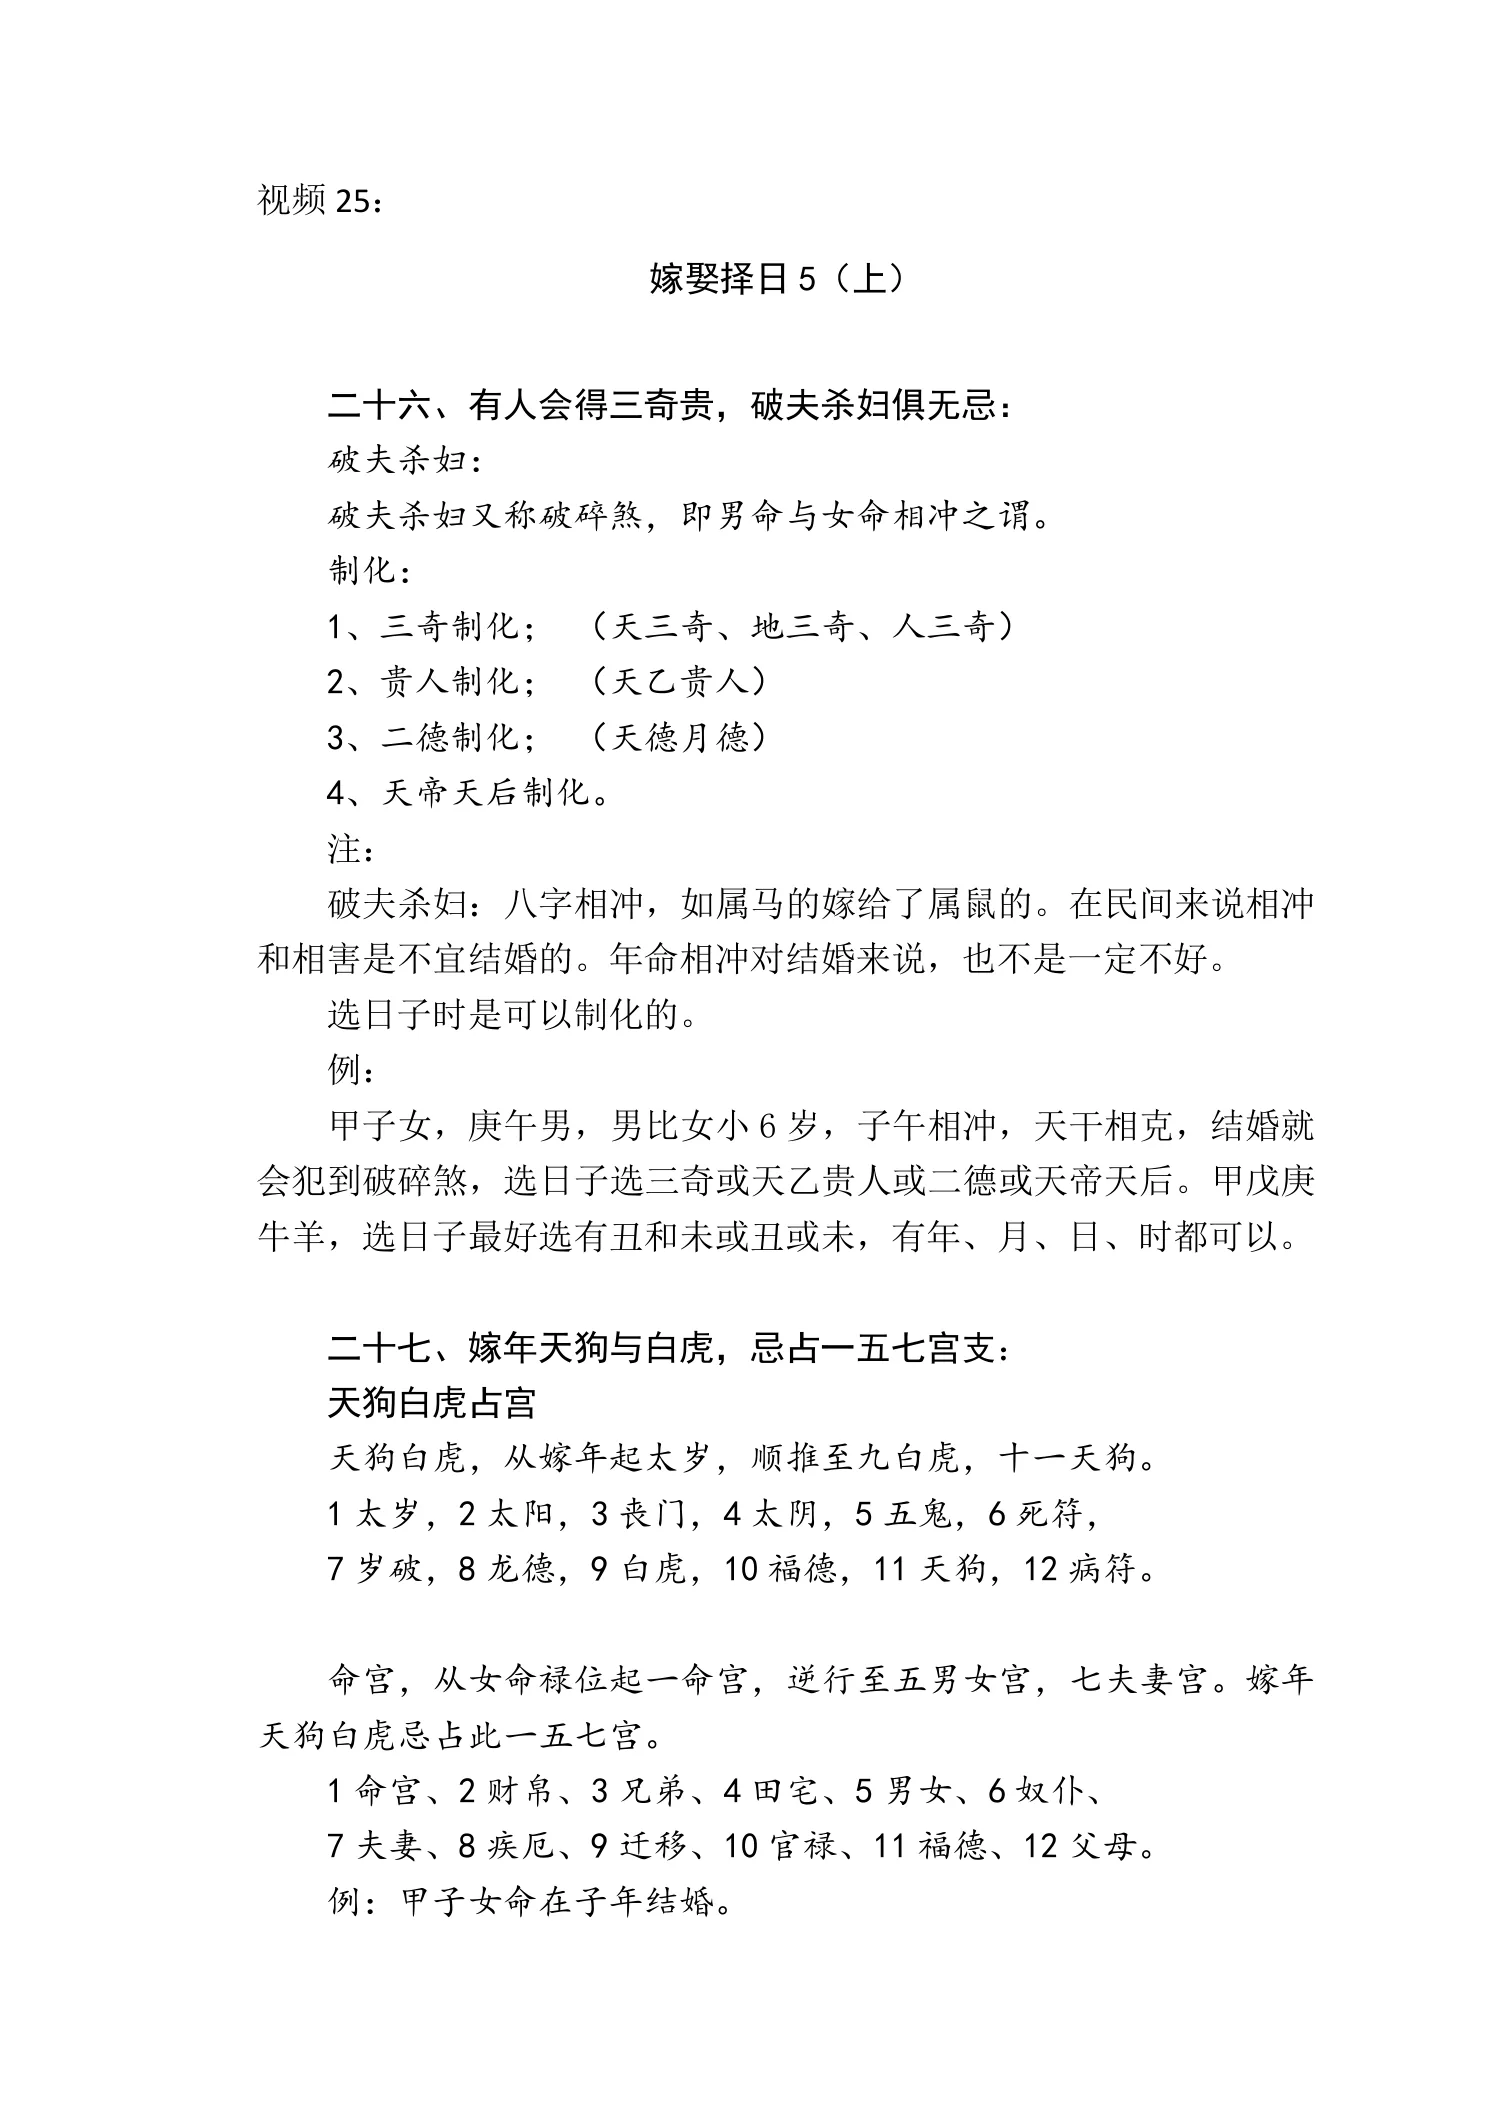 视频 25：
嫁娶择日 5（上）
二十六、有人会得三奇贵，破夫杀妇俱无忌：
破夫杀妇：
破夫杀妇又称破碎煞，即男命与女命相冲之谓。
制化：
1、三奇制化； （天三奇、地三奇、人三奇）
2、贵人制化； （天乙贵人）
3、二德制化； （天德月德）
4、天帝天后制化。
注：
破夫杀妇：八字相冲，如属马的嫁给了属鼠的。在民间来说相冲
和相害是不宜结婚的。年命相冲对结婚来说，也不是一定不好。
选日子时是可以制化的。
例：
甲子女，庚午男，男比女小 6 岁，子午相冲，天干相克，结婚就
会犯到破碎煞，选日子选三奇或天乙贵人或二德或天帝天后。甲戊庚
牛羊，选日子最好选有丑和未或丑或未，有年、月、日、时都可以。
二十七、嫁年天狗与白虎，忌占一五七宫支：
天狗白虎占宫
天狗白虎，从嫁年起太岁，顺推至九白虎，十一天狗。
1 太岁，2 太阳，3 丧门，4 太阴，5 五鬼，6 死符，
7 岁破，8 龙德，9 白虎，10 福德，11 天狗，12 病符。
命宫，从女命禄位起一命宫，逆行至五男女宫，七夫妻宫。嫁年
天狗白虎忌占此一五七宫。
1 命宫、2 财帛、3 兄弟、4 田宅、5 男女、6 奴仆、
7 夫妻、8 疾厄、9 迁移、10 官禄、11 福德、12 父母。
例：甲子女命在子年结婚。